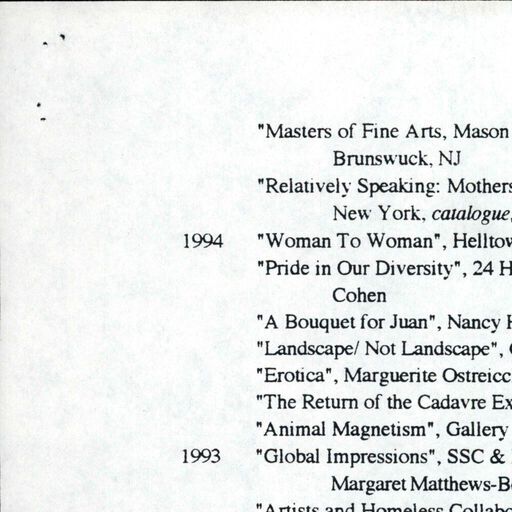 "Masters of Fine Arts, Mason
Brunswuck, NJ
"Relatively Speaking: Mothers
New York, catalogue,
1994 "Woman To Woman", Helltow
"Pride in Our Diversity", 24 H
Cohen
"A Bouquet for Juan", Nancy H
"Landscape/ Not Landscape",
"Erotica", Marguerite Ostreicc
"The Return of the Cadavre Ex
"Animal Magnetism", Gallery
1993 "Global Impressions", SSC &
Margaret Matthews-B
"Artists and Homeless Collabo